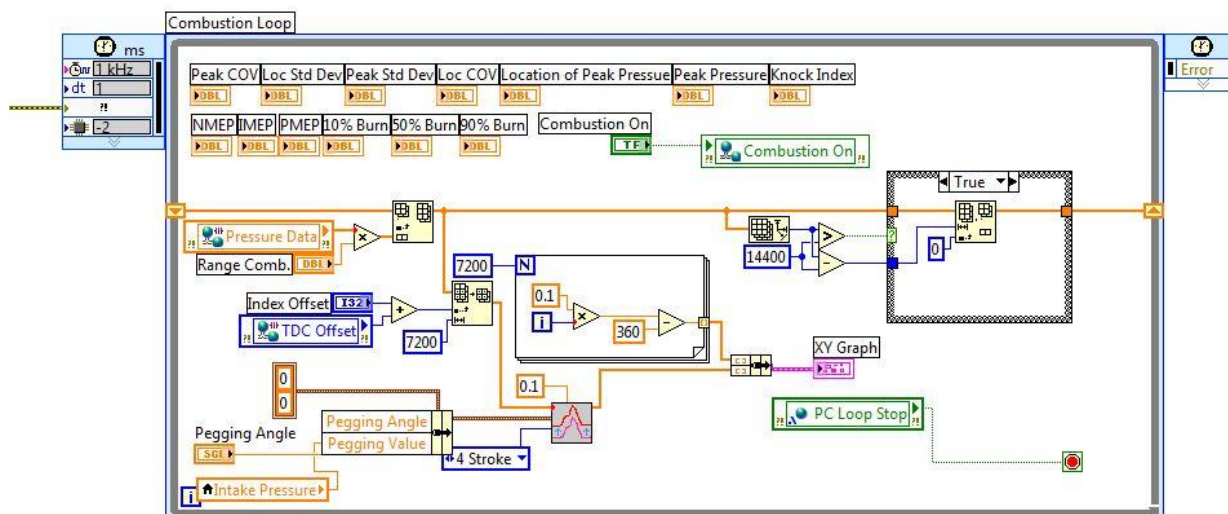 Combustion Loop
ms
1 kHz
dt 1
?!
-2
Error
Peak COV Loc Std Dev Peak Std Dev Loc COV Location of Peak Pressue Peak Pressure Knock Index
DBL DBL DBL DBL DBL DBL DBL
NMEP IMEP PMEP 10% Burn 50% Burn 90% Burn Combustion On
DBL DBL DBL DBL DBL DBL TF ?! Combustion On ?!
True
?! Pressure Data ?!
Range Comb. DBL
14400
?
0
7200 N
0.1
i
360
Index Offset I32
?! TDC Offset ?!
7200
XY Graph
0
0
0.1
?! PC Loop Stop ?!
Pegging Angle
Pegging Value
Pegging Angle
SGL
4 Stroke
Intake Pressure
i